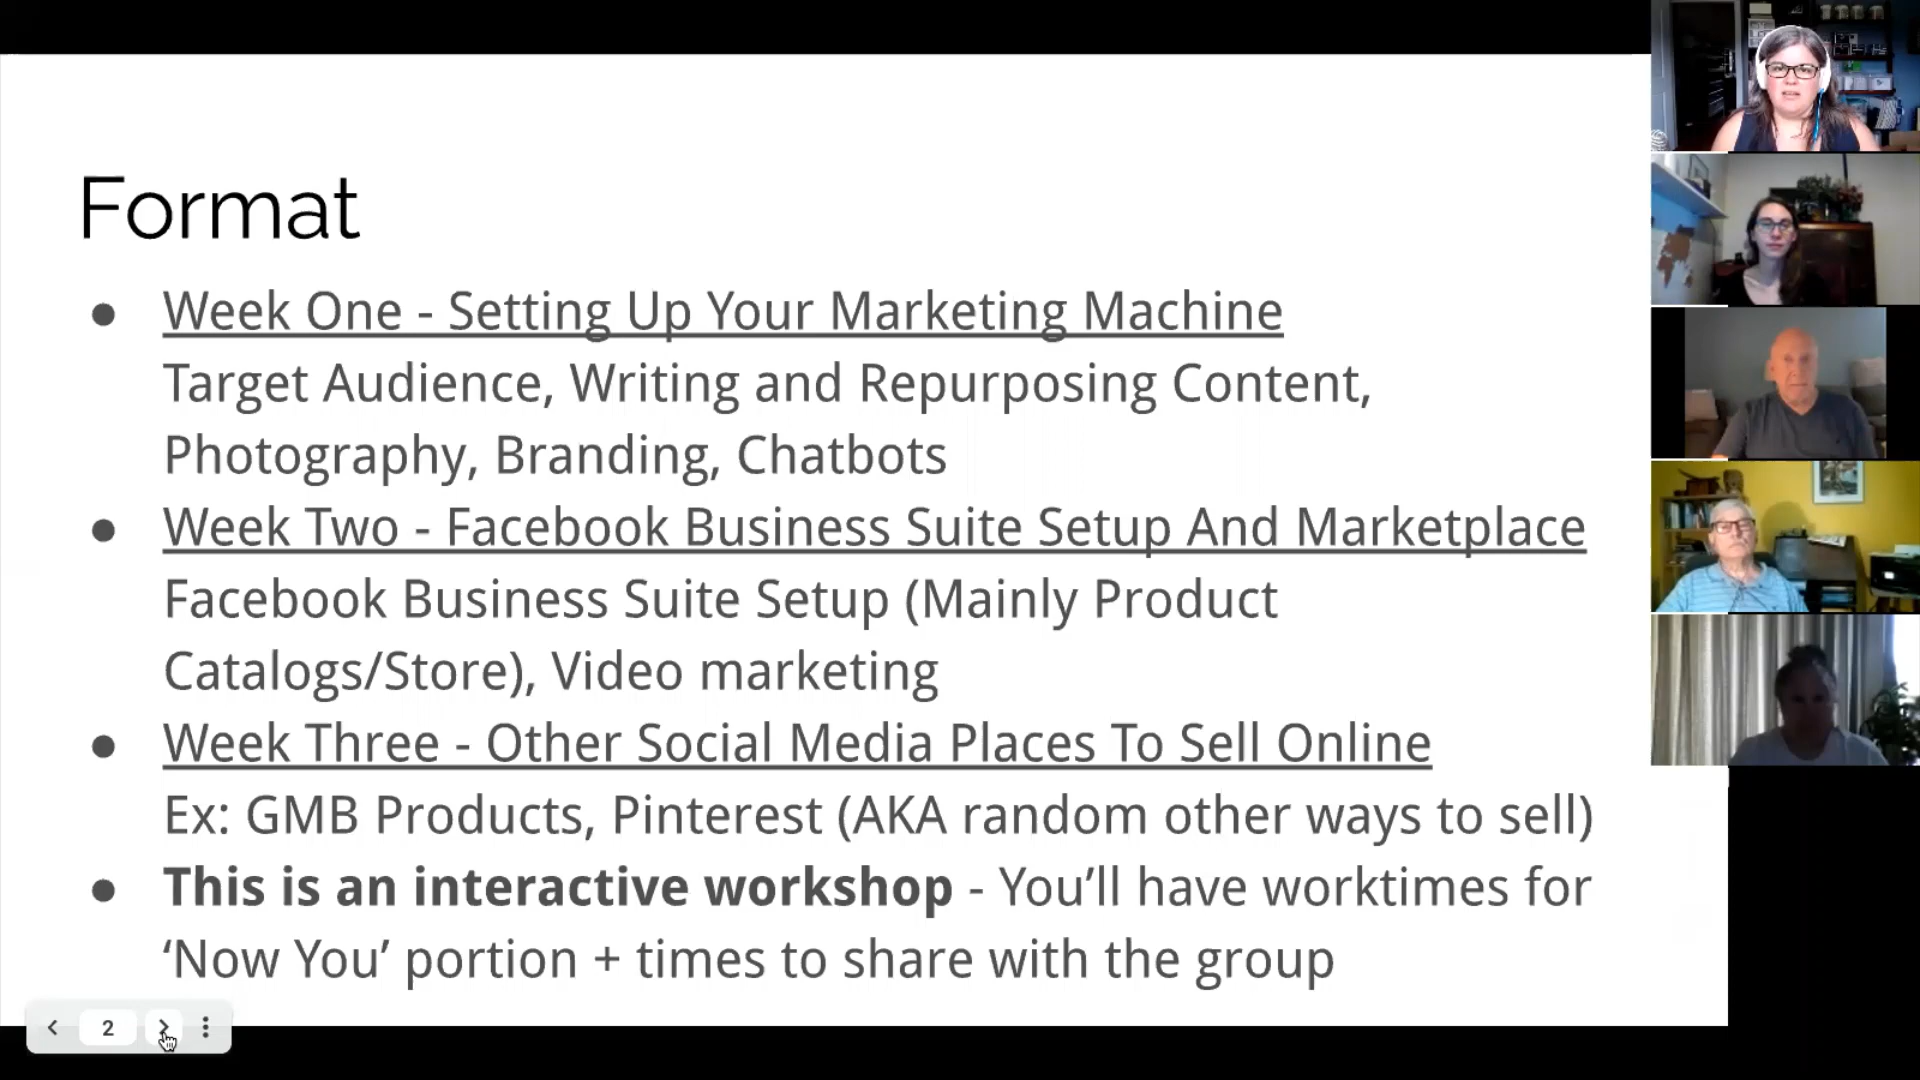 Format
● Week One - Setting Up Your Marketing Machine
Target Audience, Writing and Repurposing Content,
Photography, Branding, Chatbots
● Week Two - Facebook Business Suite Setup And Marketplace
Facebook Business Suite Setup (Mainly Product
Catalogs/Store), Video marketing
● Week Three - Other Social Media Places To Sell Online
Ex: GMB Products, Pinterest (AKA random other ways to sell)
● This is an interactive workshop - You’ll have worktimes for
‘Now You’ portion + times to share with the group
2